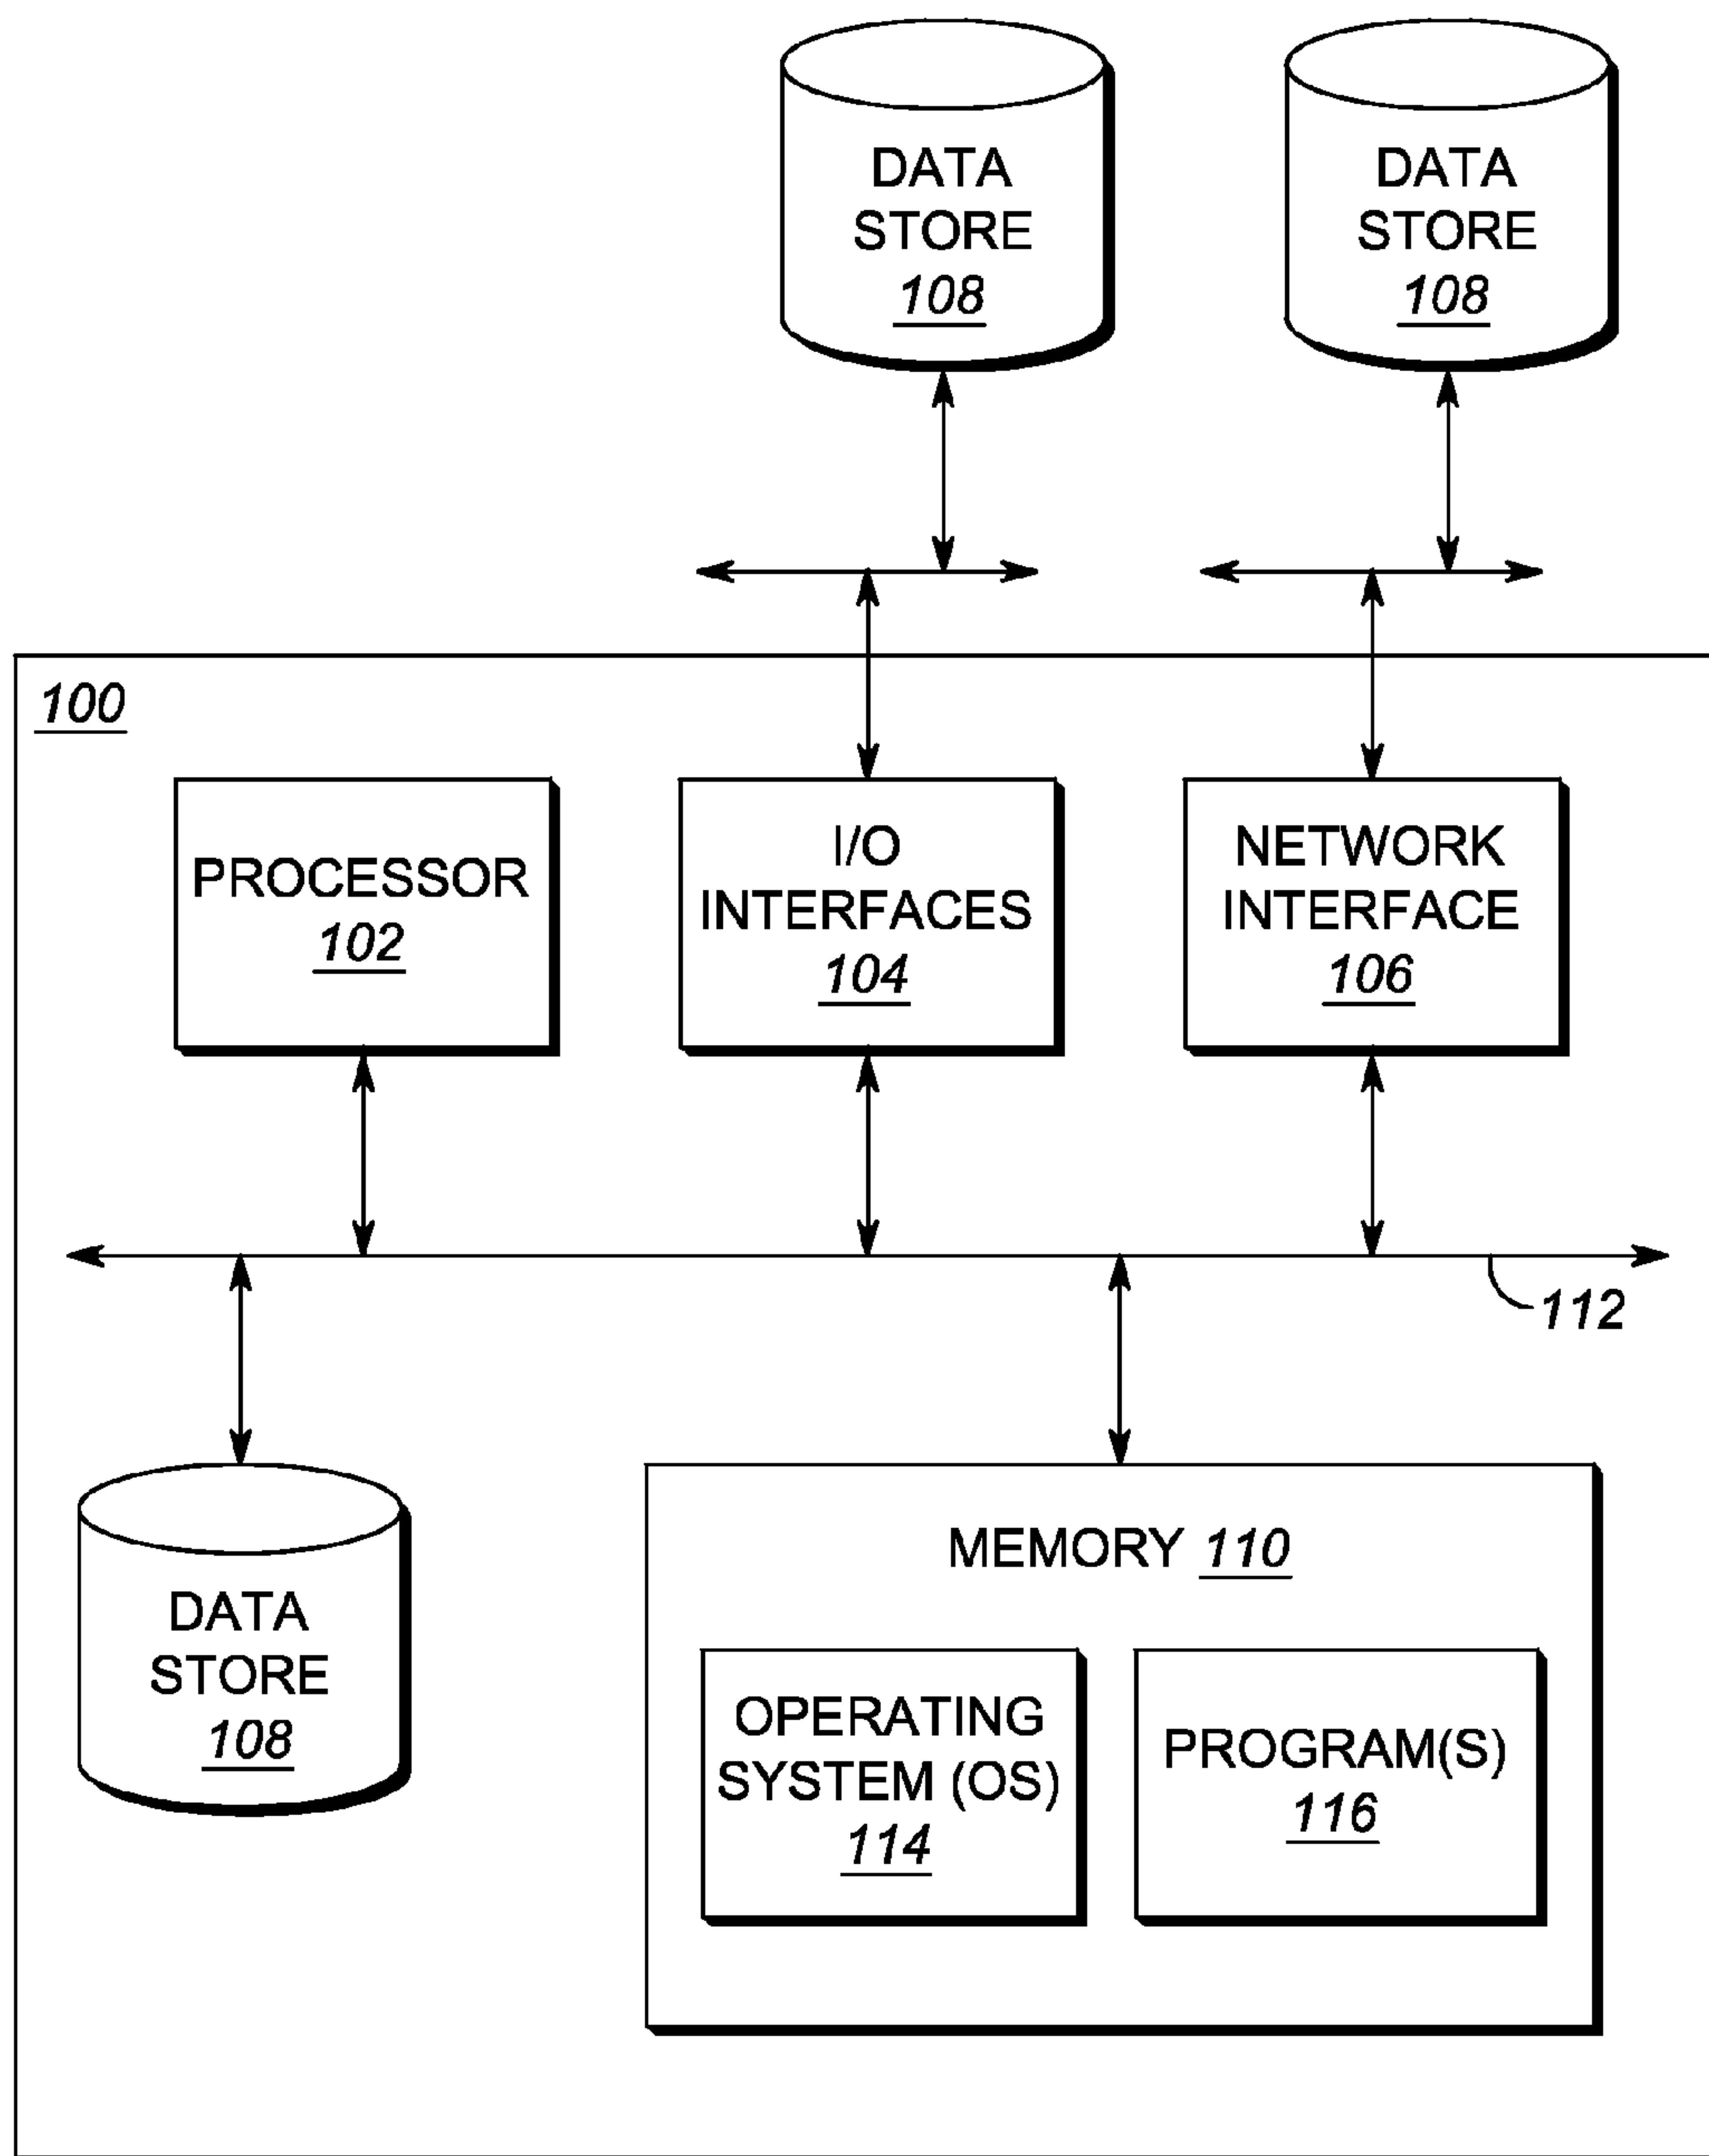 DATA
STORE
108
DATA
STORE
108
100
PROCESSOR
102
I/O
INTERFACES
104
NETWORK
INTERFACE
106
112
DATA
STORE
108
MEMORY 110
OPERATING
SYSTEM (OS)
114
PROGRAM(S)
116